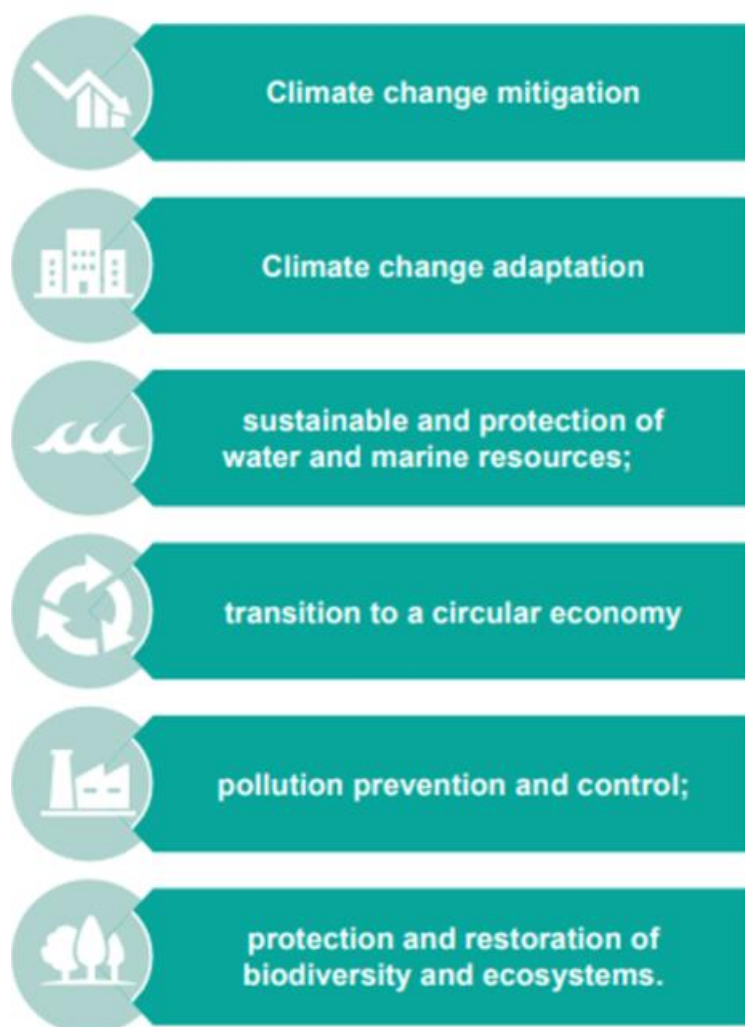 Climate change mitigation
Climate change adaptation
sustainable and protection of
water and marine resources;
transition to a circular economy
pollution prevention and control;
protection and restoration of
biodiversity and ecosystems.